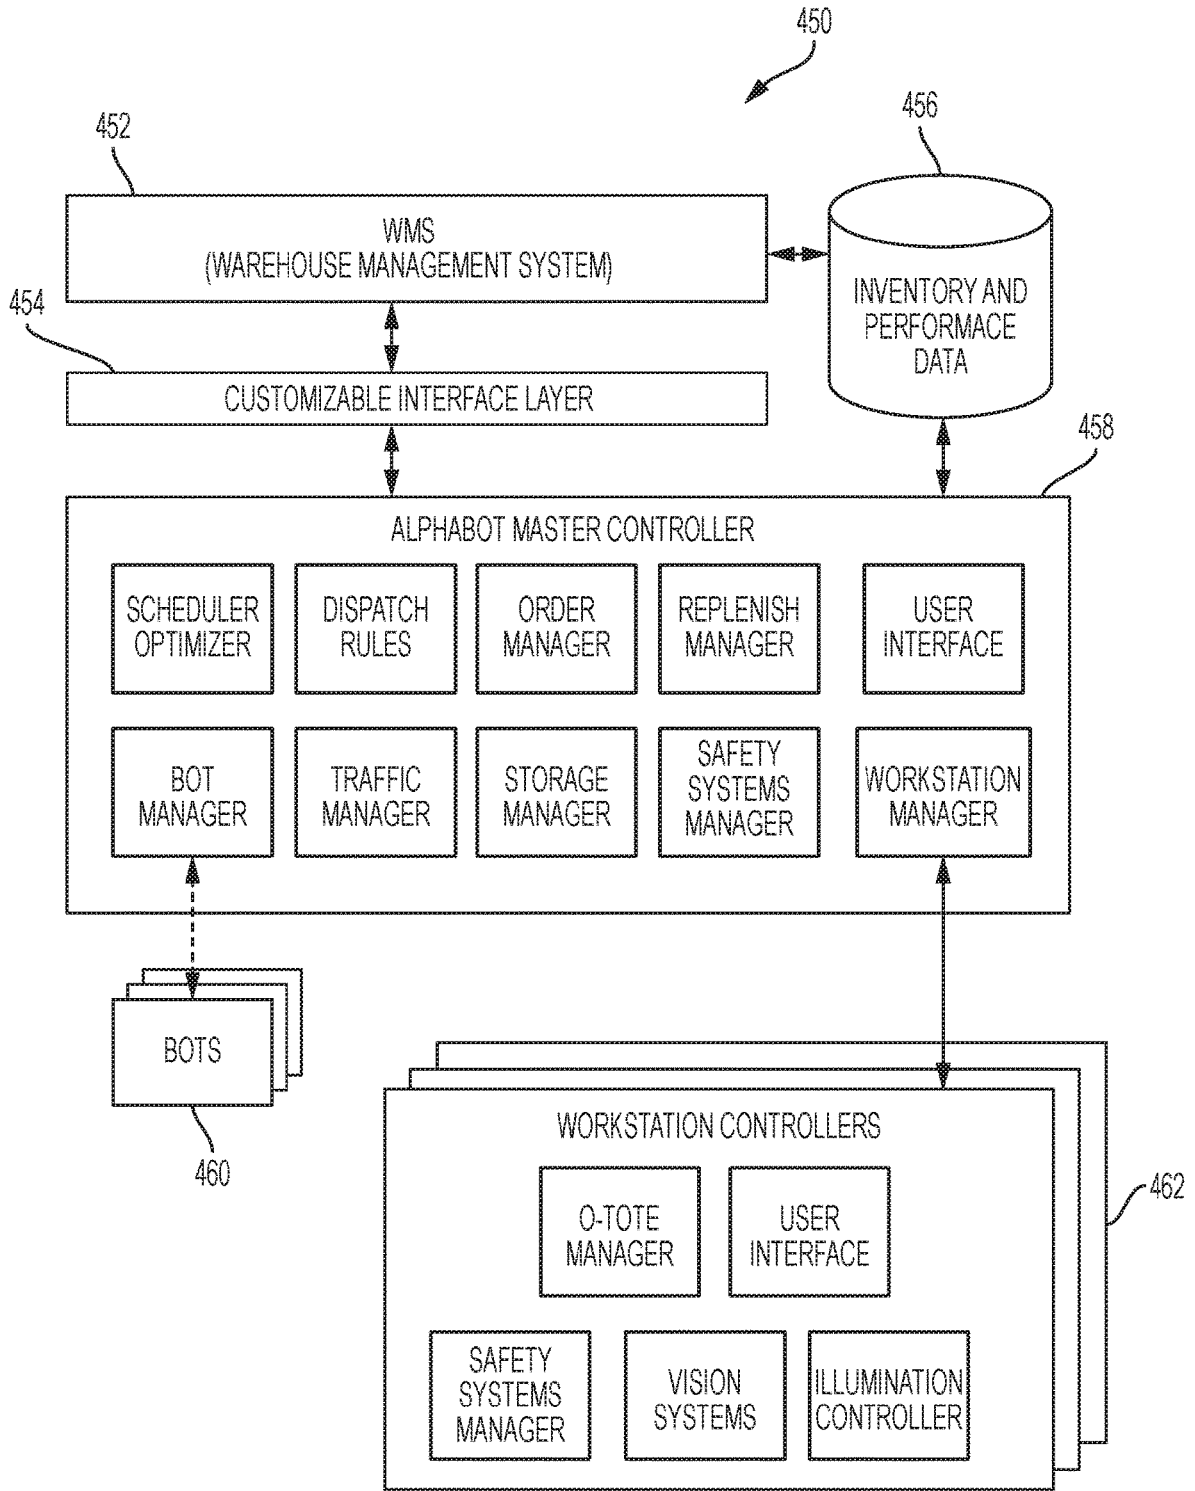 450
452
456
WMS
(WAREHOUSE MANAGEMENT SYSTEM)
454
INVENTORY AND
PERFORMACE
DATA
CUSTOMIZABLE INTERFACE LAYER
458
ALPHABOT MASTER CONTROLLER
SCHEDULER
OPTIMIZER
DISPATCH
RULES
ORDER
MANAGER
REPLENISH
MANAGER
USER
INTERFACE
BOT
MANAGER
TRAFFIC
MANAGER
STORAGE
MANAGER
SAFETY
SYSTEMS
MANAGER
WORKSTATION
MANAGER
BOTS
460
WORKSTATION CONTROLLERS
462
O-TOTE
MANAGER
USER
INTERFACE
SAFETY
SYSTEMS
MANAGER
VISION
SYSTEMS
ILLUMINATION
CONTROLLER